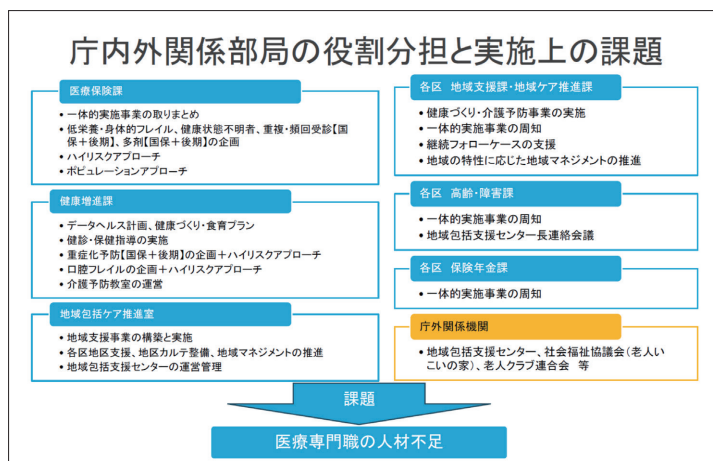 庁内外関係部局の役割分担と実施上の課題
医療保険課
• 一体的実施事業の取りまとめ
• 低栄養・身体的フレイル、健康状態不明者、重複・頻回受診【国
保＋後期】、多剤【国保＋後期】の企画
• ハイリスクアプローチ
• ポピュレーションアプローチ
健康増進課
• データヘルス計画、健康づくり・食育プラン
• 健診・保健指導の実施
• 重症化予防【国保＋後期】の企画＋ハイリスクアプローチ
• 口腔フレイルの企画＋ハイリスクアプローチ
• 介護予防教室の運営
地域包括ケア推進室
• 地域支援事業の構築と実施
• 各区地区支援、地区カルテ整備、地域マネジメントの推進
• 地域包括支援センターの運営管理
各区　地域支援課・地域ケア推進課
• 健康づくり・介護予防事業の実施
• 一体的実施事業の周知
• 継続フォローケースの支援
• 地域の特性に応じた地域マネジメントの推進
各区　高齢・障害課
• 一体的実施事業の周知
• 地域包括支援センター長連絡会議
各区　保険年金課
• 一体的実施事業の周知
庁外関係機関
• 地域包括支援センター、社会福祉協議会（老人い
こいの家）、老人クラブ連合会　等
課題
医療専門職の人材不足